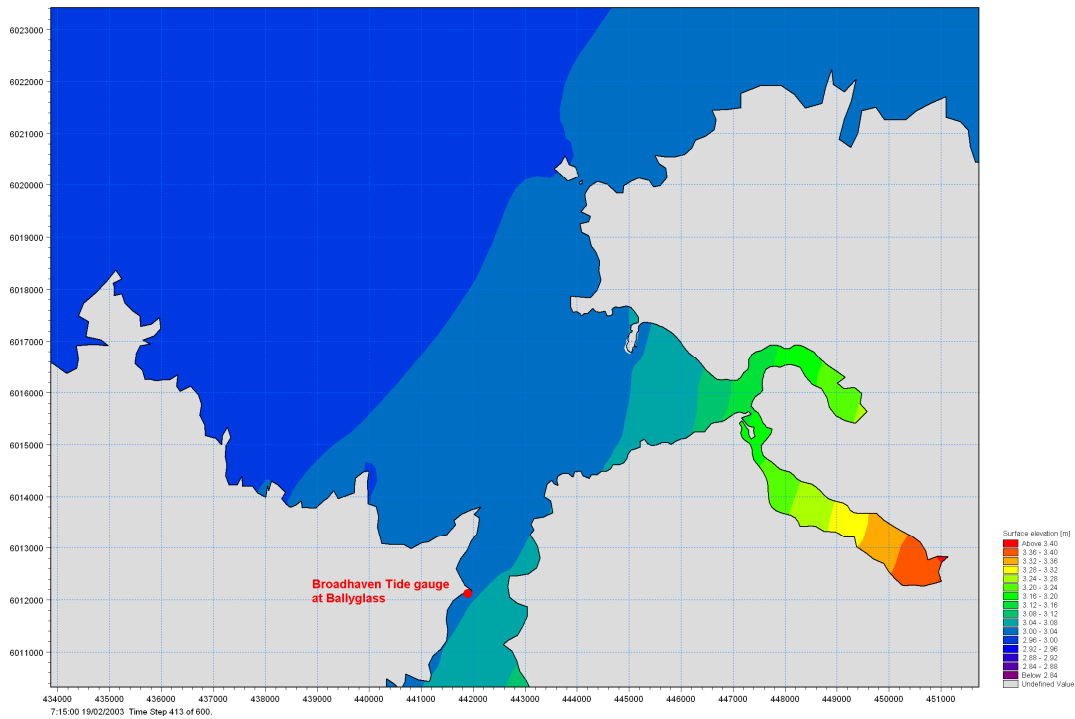 6023000
6022000
6021000
6020000
6019000
6018000
6017000
6016000
6015000
6014000
6013000
6012000
6011000
Broadhaven Tide gauge
at Ballyglass
434000 435000 436000 437000 438000 439000 440000 441000 442000 443000 444000 445000 446000 447000 448000 449000 450000 451000
7:15:00 19/02/2003 Time Step 413 of 600.
Surface elevation [m]
Above 3.40
3.36 - 3.40
3.32 - 3.36
3.28 - 3.32
3.24 - 3.28
3.20 - 3.24
3.16 - 3.20
3.12 - 3.16
3.08 - 3.12
3.04 - 3.08
3.00 - 3.04
2.96 - 3.00
2.92 - 2.96
2.88 - 2.92
2.84 - 2.88
Below 2.84
Undefined Value